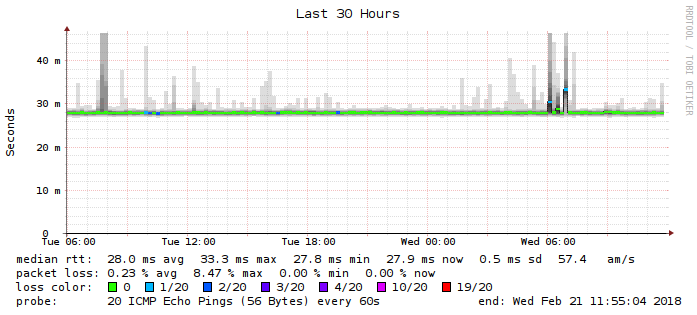 Last 30 Hours
RRDTOOL / TOBI OETIKER
Seconds
40 m
30 m
20 m
10 m
0
Tue 06:00 Tue 12:00 Tue 18:00 Wed 00:00 Wed 06:00
median rtt: 28.0 ms avg 33.3 ms max 27.8 ms min 27.9 ms now 0.5 ms sd 57.4 am/s
packet loss: 0.23 % avg 8.47 % max 0.00 % min 0.00 % now
loss color: 0 1/20 2/20 3/20 4/20 10/20 19/20
probe: 20 ICMP Echo Pings (56 Bytes) every 60s end: Wed Feb 21 11:55:04 2018